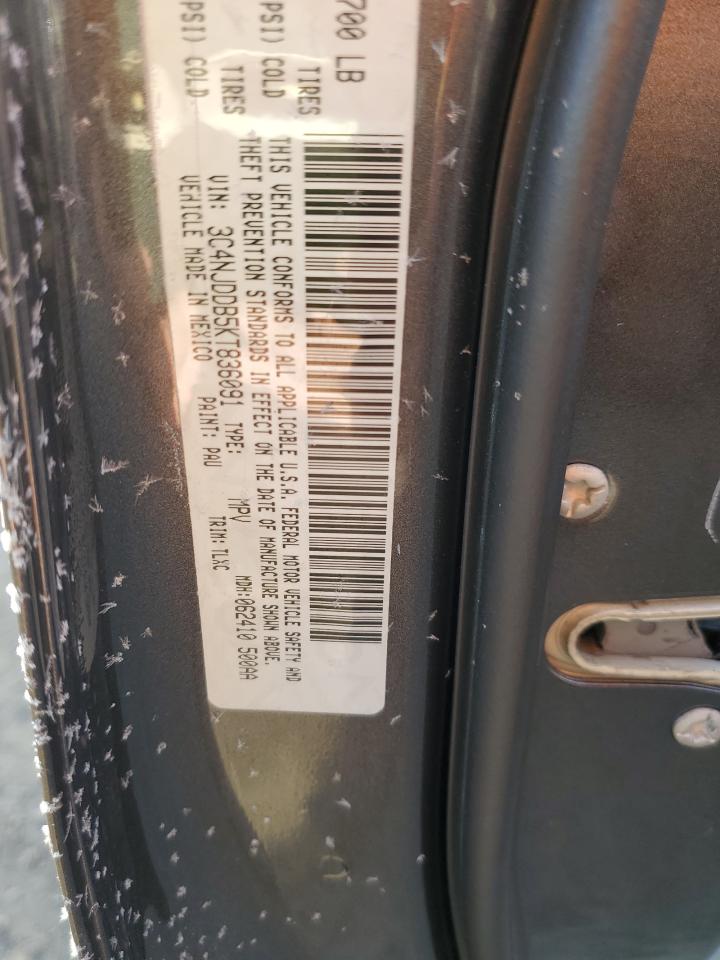 700 LB
TIRES
PSI) COLD
TIRES
PSI) COLD
THIS VEHICLE CONFORMS TO ALL APPLICABLE U.S.A. FEDERAL MOTOR VEHICLE SAFETY AND
THEFT PREVENTION STANDARDS IN EFFECT ON THE DATE OF MANUFACTURE SHOWN ABOVE.
VIN: 3C4NJDDB5KT836091 TYPE: MPV MDH:062410 500AA
VEHICLE MADE IN MEXICO PAINT: PAU TRIM: TLXC